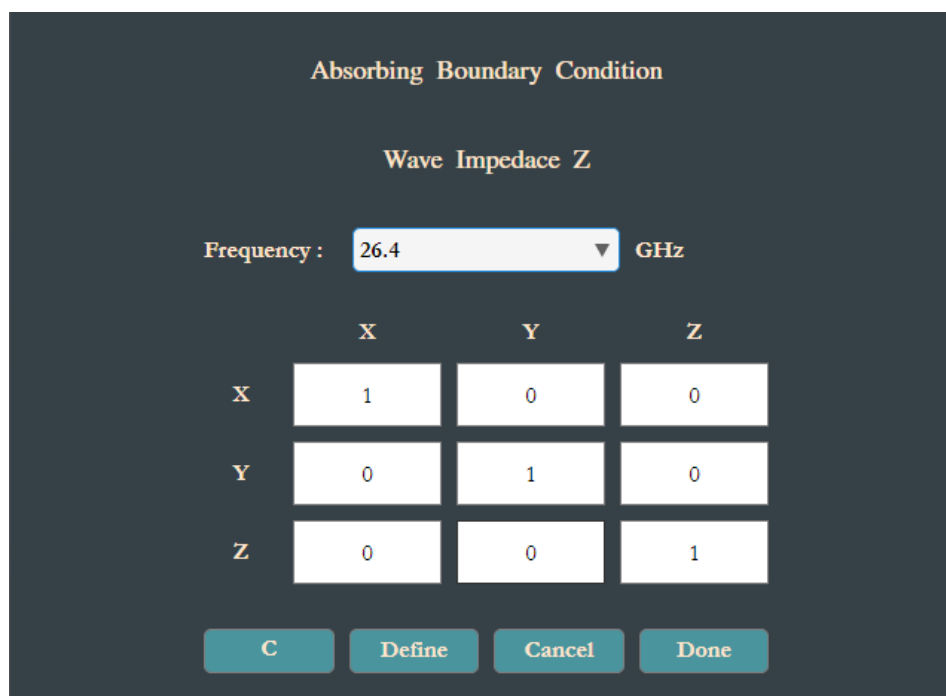 Absorbing Boundary Condition
Wave Impedace Z
Frequency : 26.4 ▼ GHz
X Y Z
X 1 0 0
Y 0 1 0
Z 0 0 1
C Define Cancel Done